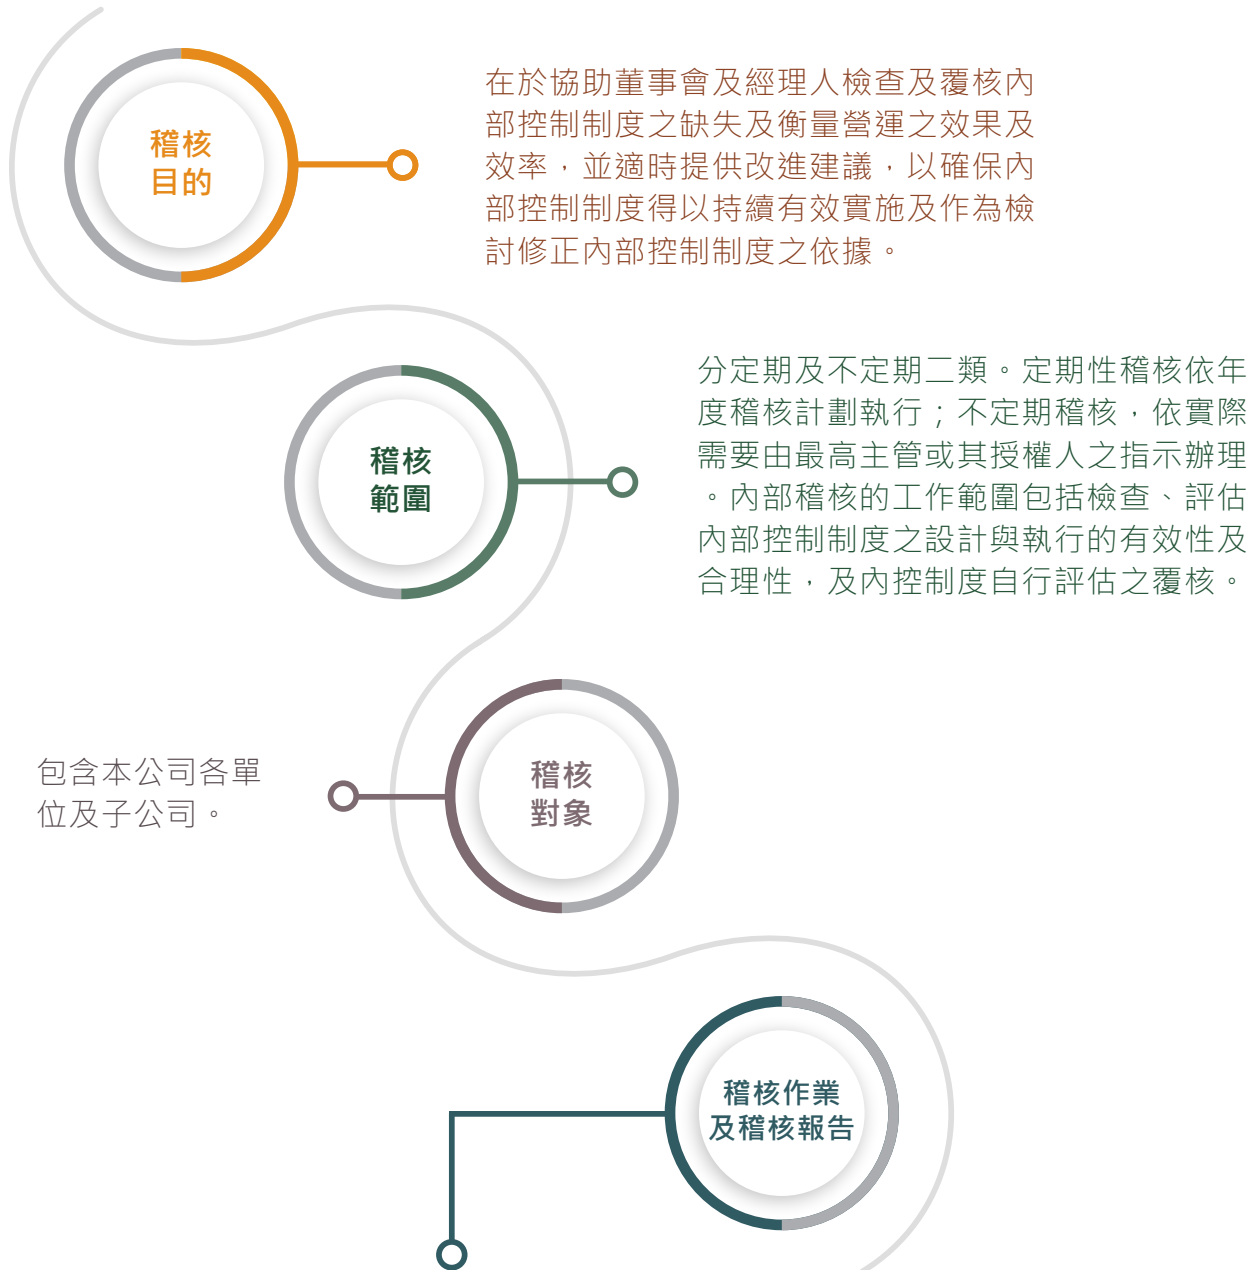 稽核
目的
在於協助董事會及經理人檢查及覆核內
部控制制度之缺失及衡量營運之效果及
效率，並適時提供改進建議，以確保內
部控制制度得以持續有效實施及作為檢
討修正內部控制制度之依據。
稽核
範圍
分定期及不定期二類。定期性稽核依年
度稽核計劃執行；不定期稽核，依實際
需要由最高主管或其授權人之指示辦理
。內部稽核的工作範圍包括檢查、評估
內部控制制度之設計與執行的有效性及
合理性，及內控制度自行評估之覆核。
稽核
對象
包含本公司各單
位及子公司。
稽核作業
及稽核報告